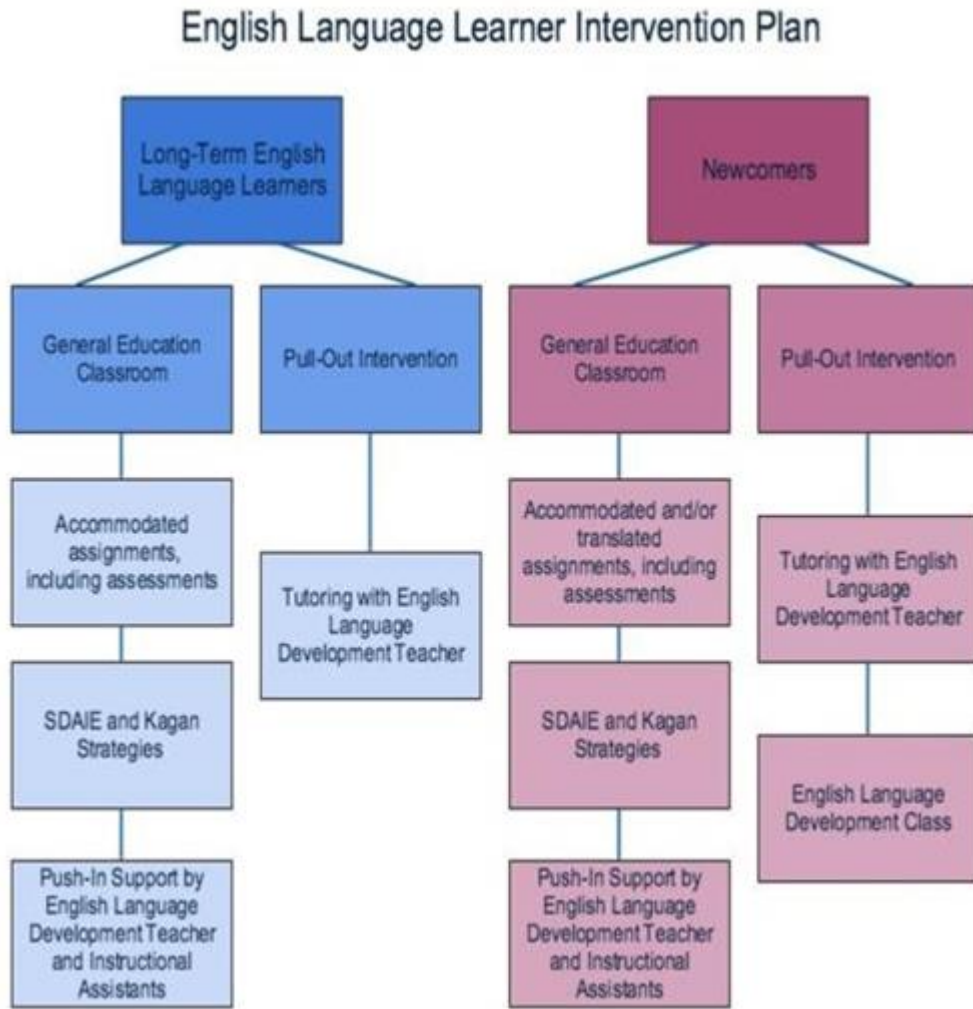 English Language Learner Intervention Plan
Long-Term English
Language Learners
Newcomers
General Education
Classroom
Pull-Out Intervention
General Education
Classroom
Pull-Out Intervention
Accommodated
assignments,
including assessments
Tutoring with English
Language
Development Teacher
Accommodated and/or
translated
assignments, including
assessments
Tutoring with English
Language
Development Teacher
SDAIE and Kagan
Strategies
SDAIE and Kagan
Strategies
English Language
Development Class
Push-In Support by
English Language
Development Teacher
and Instructional
Assistants
Push-In Support by
English Language
Development Teacher
and Instructional
Assistants